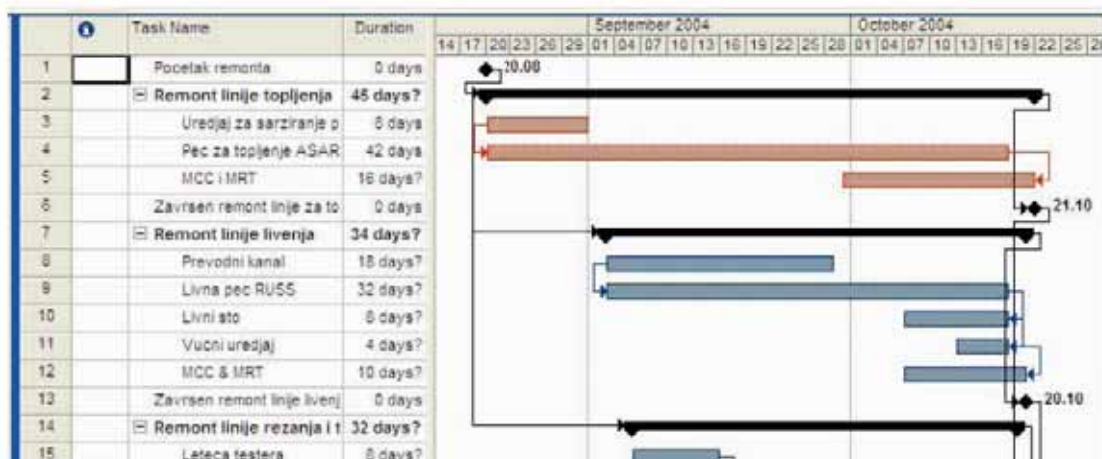 Task Name Duration September 2004 October 2004
14 17 20 23 26 29 01 04 07 10 13 16 19 22 25 28 01 04 07 10 13 16 19 22 25
1 Pocetak remonta 0 days 20.08
2 Remont linije topljenja 45 days?
3 Uredjaj za sarziranje p 8 days
4 Pec za topljenje ASAR 42 days
5 MCC i MRT 16 days?
6 Zavrsen remont linije za to 0 days 21.10
7 Remont linije livenja 34 days?
8 Prevodni kanal 18 days?
9 Livna pec RUSS 32 days?
10 Livni sto 8 days?
11 Vucni uredjaj 4 days?
12 MCC & MRT 10 days?
13 Zavrsen remont linije livenj 0 days 20.10
14 Remont linije rezanja i t 32 days?
15 Leteca testera 8 days?